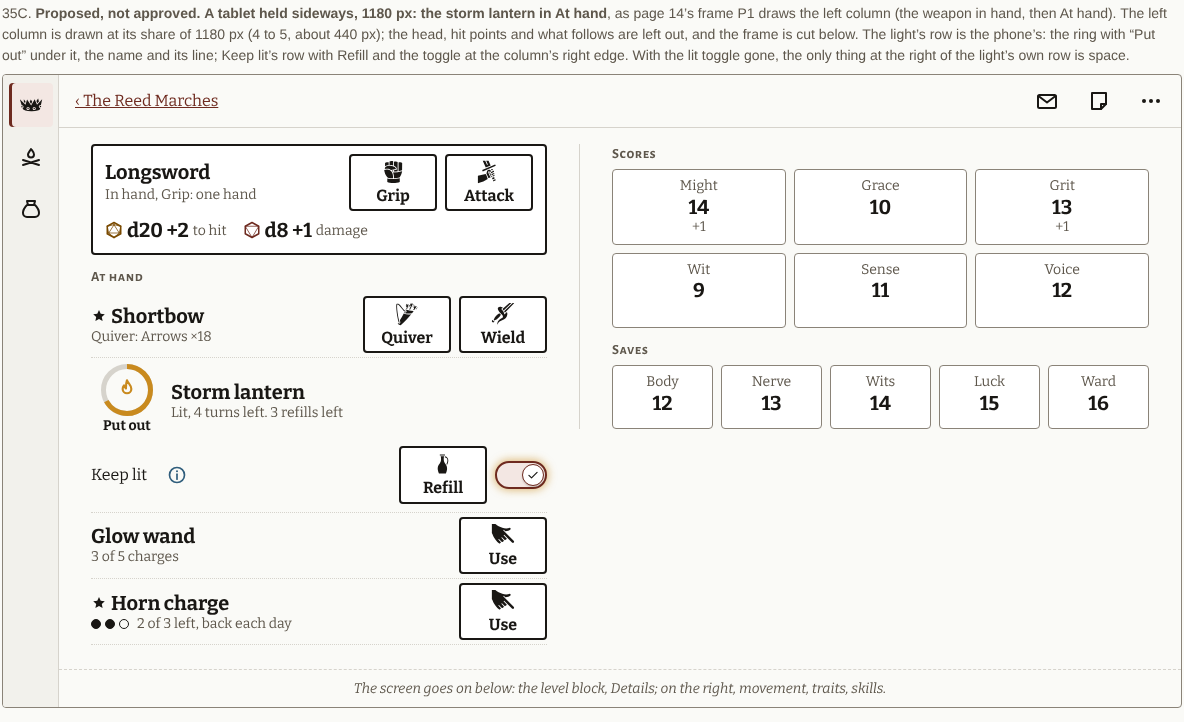 35C. Proposed, not approved. A tablet held sideways, 1180 px: the storm lantern in At hand, as page 14’s frame P1 draws the left column (the weapon in hand, then At hand). The left
column is drawn at its share of 1180 px (4 to 5, about 440 px); the head, hit points and what follows are left out, and the frame is cut below. The light’s row is the phone’s: the ring with “Put
out” under it, the name and its line; Keep lit’s row with Refill and the toggle at the column’s right edge. With the lit toggle gone, the only thing at the right of the light’s own row is space.
‹ The Reed Marches
Longsword
In hand, Grip: one hand
Grip
Attack
d20 +2 to hit
d8 +1 damage
At hand
Shortbow
Quiver: Arrows ×18
Quiver
Wield
Put out
Storm lantern
Lit, 4 turns left. 3 refills left
Keep lit
Refill
Glow wand
3 of 5 charges
Use
Horn charge
2 of 3 left, back each day
Use
Scores
Might
14
+1
Grace
10
Grit
13
+1
Wit
9
Sense
11
Voice
12
Saves
Body
12
Nerve
13
Wits
14
Luck
15
Ward
16
The screen goes on below: the level block, Details; on the right, movement, traits, skills.